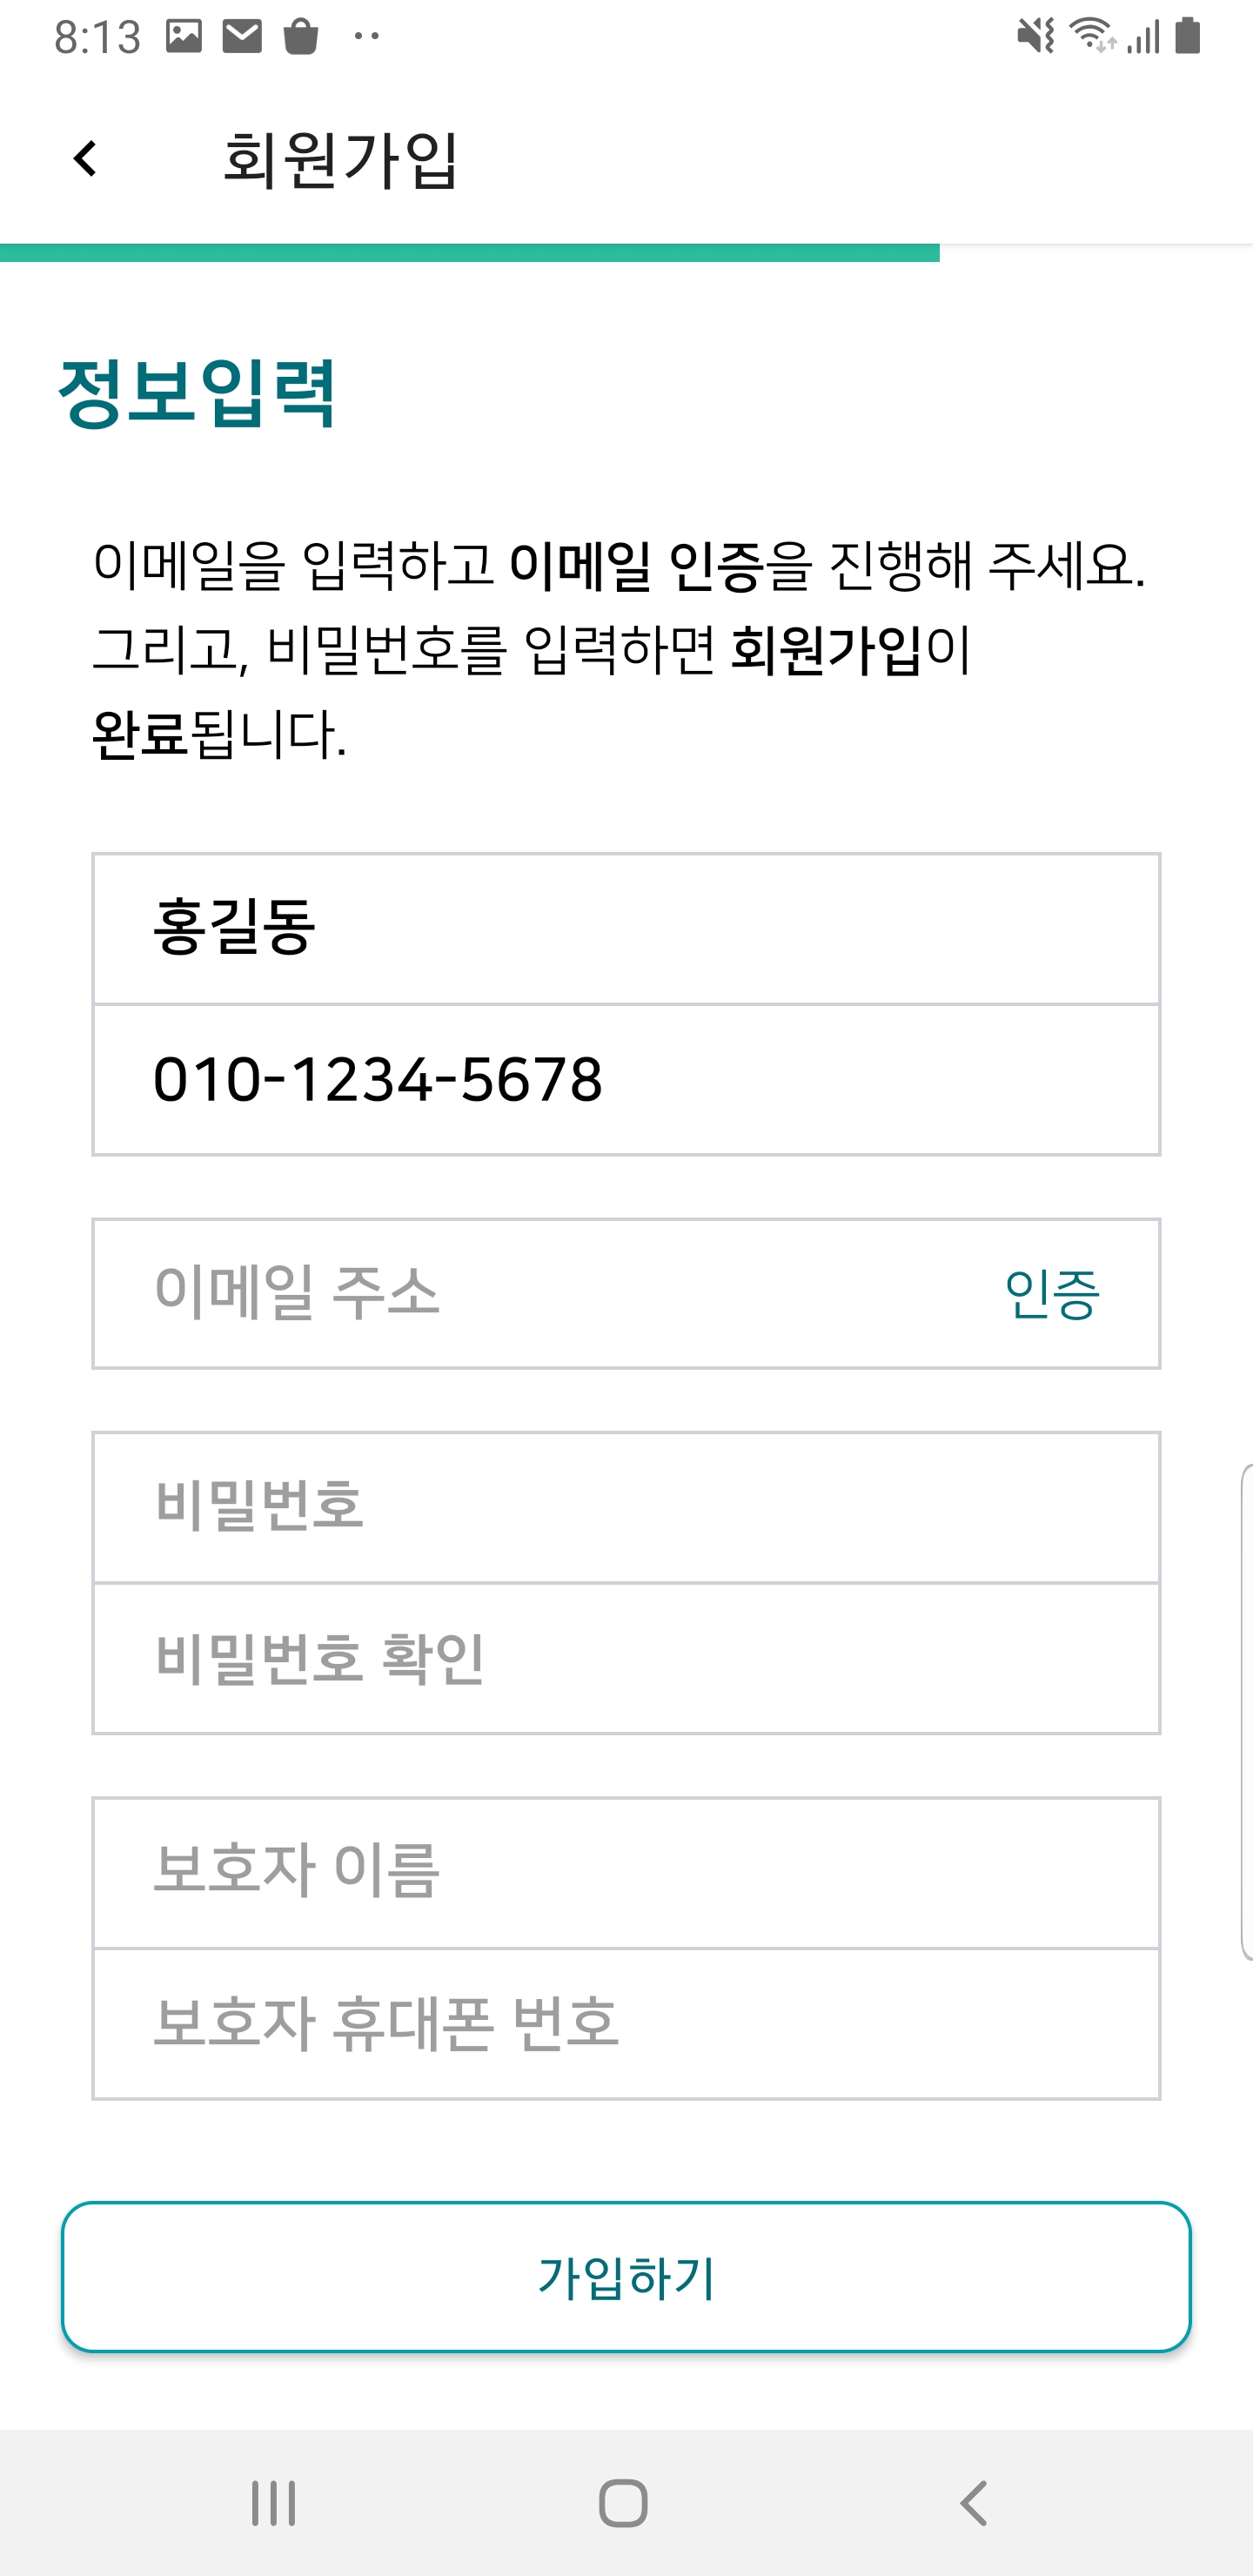 8:13
회원가입
정보입력
이메일을 입력하고 이메일 인증을 진행해 주세요.
그리고, 비밀번호를 입력하면 회원가입이
완료됩니다.
홍길동
010-1234-5678
이메일 주소 인증
비밀번호
비밀번호 확인
보호자 이름
보호자 휴대폰 번호
가입하기